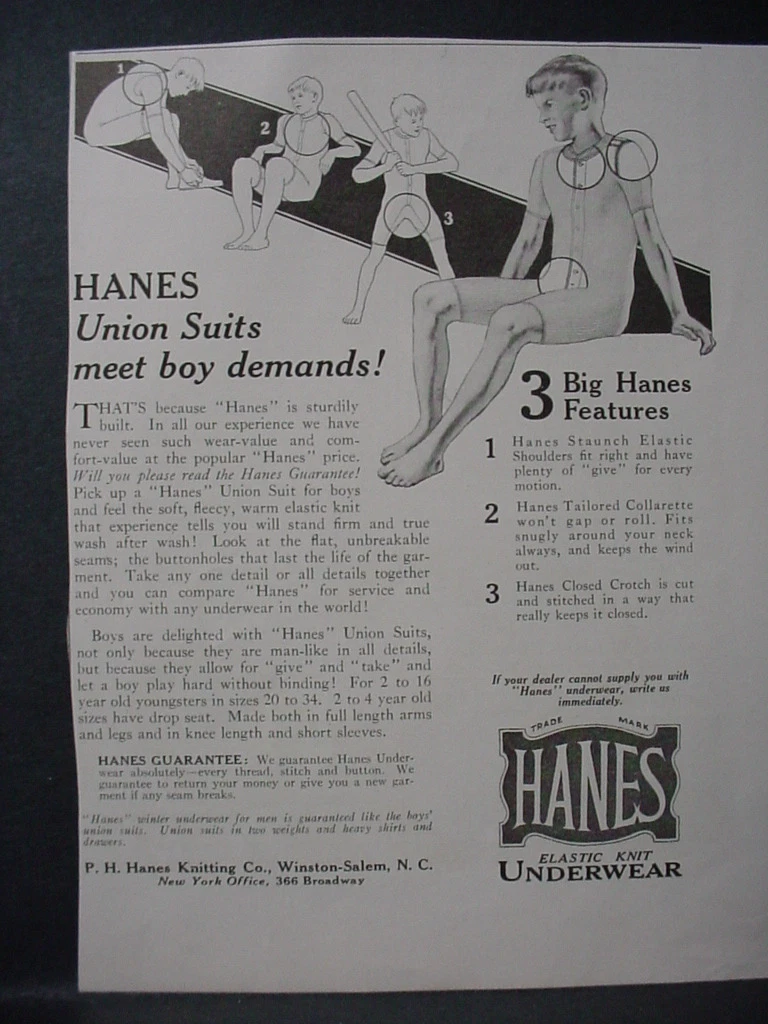 1
2
3
HANES
Union Suits
meet boy demands!
THAT'S because "Hanes" is sturdily
built. In all our experience we have
never seen such wear-value and com-
fort-value at the popular "Hanes" price.
Will you please read the Hanes Guarantee!
Pick up a "Hanes" Union Suit for boys
and feel the soft, fleecy, warm elastic knit
that experience tells you will stand firm and true
wash after wash! Look at the flat, unbreakable
seams; the buttonholes that last the life of the gar-
ment. Take any one detail or all details together
and you can compare "Hanes" for service and
economy with any underwear in the world!
Boys are delighted with "Hanes" Union Suits,
not only because they are man-like in all details,
but because they allow for "give" and "take" and
let a boy play hard without binding! For 2 to 16
year old youngsters in sizes 20 to 34. 2 to 4 year old
sizes have drop seat. Made both in full length arms
and legs and in knee length and short sleeves.
HANES GUARANTEE: We guarantee Hanes Under-
wear absolutely—every thread, stitch and button. We
guarantee to return your money or give you a new gar-
ment if any seam breaks.
"Hanes" winter underwear for men is guaranteed like the boys'
union suits. Union suits in two weights and heavy shirts and
drawers.
P. H. Hanes Knitting Co., Winston-Salem, N. C.
New York Office, 366 Broadway
3 Big Hanes
Features
1 Hanes Staunch Elastic
Shoulders fit right and have
plenty of "give" for every
motion.
2 Hanes Tailored Collarette
won't gap or roll. Fits
snugly around your neck
always, and keeps the wind
out.
3 Hanes Closed Crotch is cut
and stitched in a way that
really keeps it closed.
If your dealer cannot supply you with
"Hanes" underwear, write us
immediately.
TRADE MARK
HANES
ELASTIC KNIT
UNDERWEAR